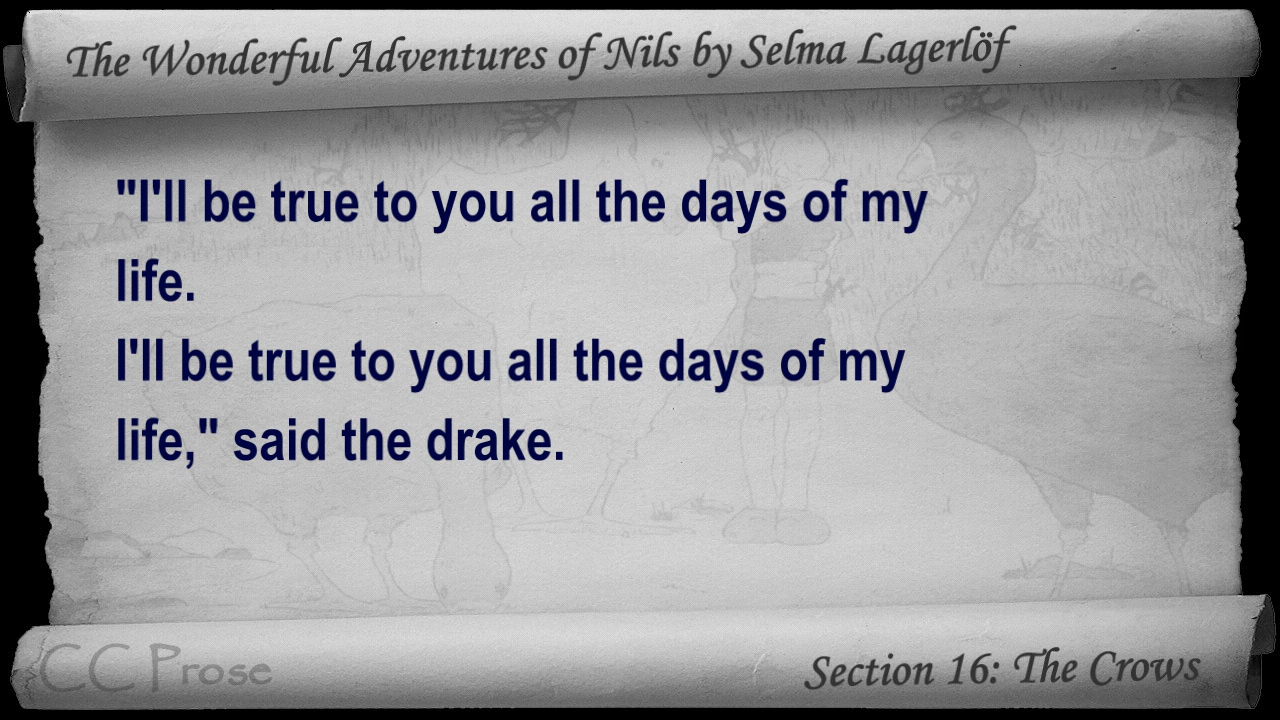 The Wonderful Adventures of Nils by Selma Lagerlöf
"I'll be true to you all the days of my
life.
I'll be true to you all the days of my
life," said the drake.
CC Prose
Section 16: The Crows